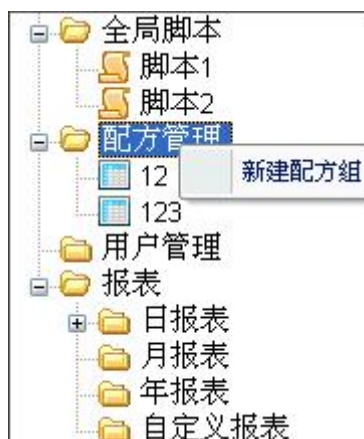 全局脚本
脚本1
脚本2
配方管理
12
新建配方组
123
用户管理
报表
日报表
月报表
年报表
自定义报表